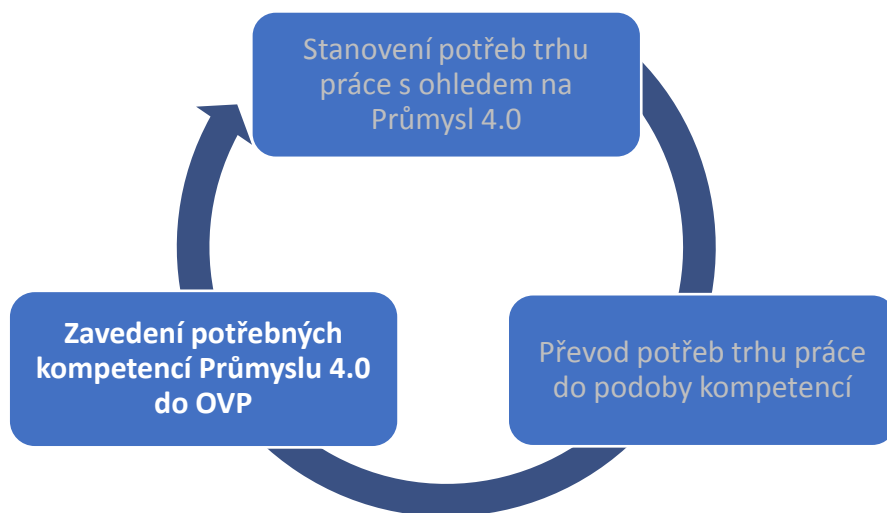 Stanovení potřeb trhu
práce s ohledem na
Průmysl 4.0
Převod potřeb trhu práce
do podoby kompetencí
Zavedení potřebných
kompetencí Průmyslu 4.0
do OVP